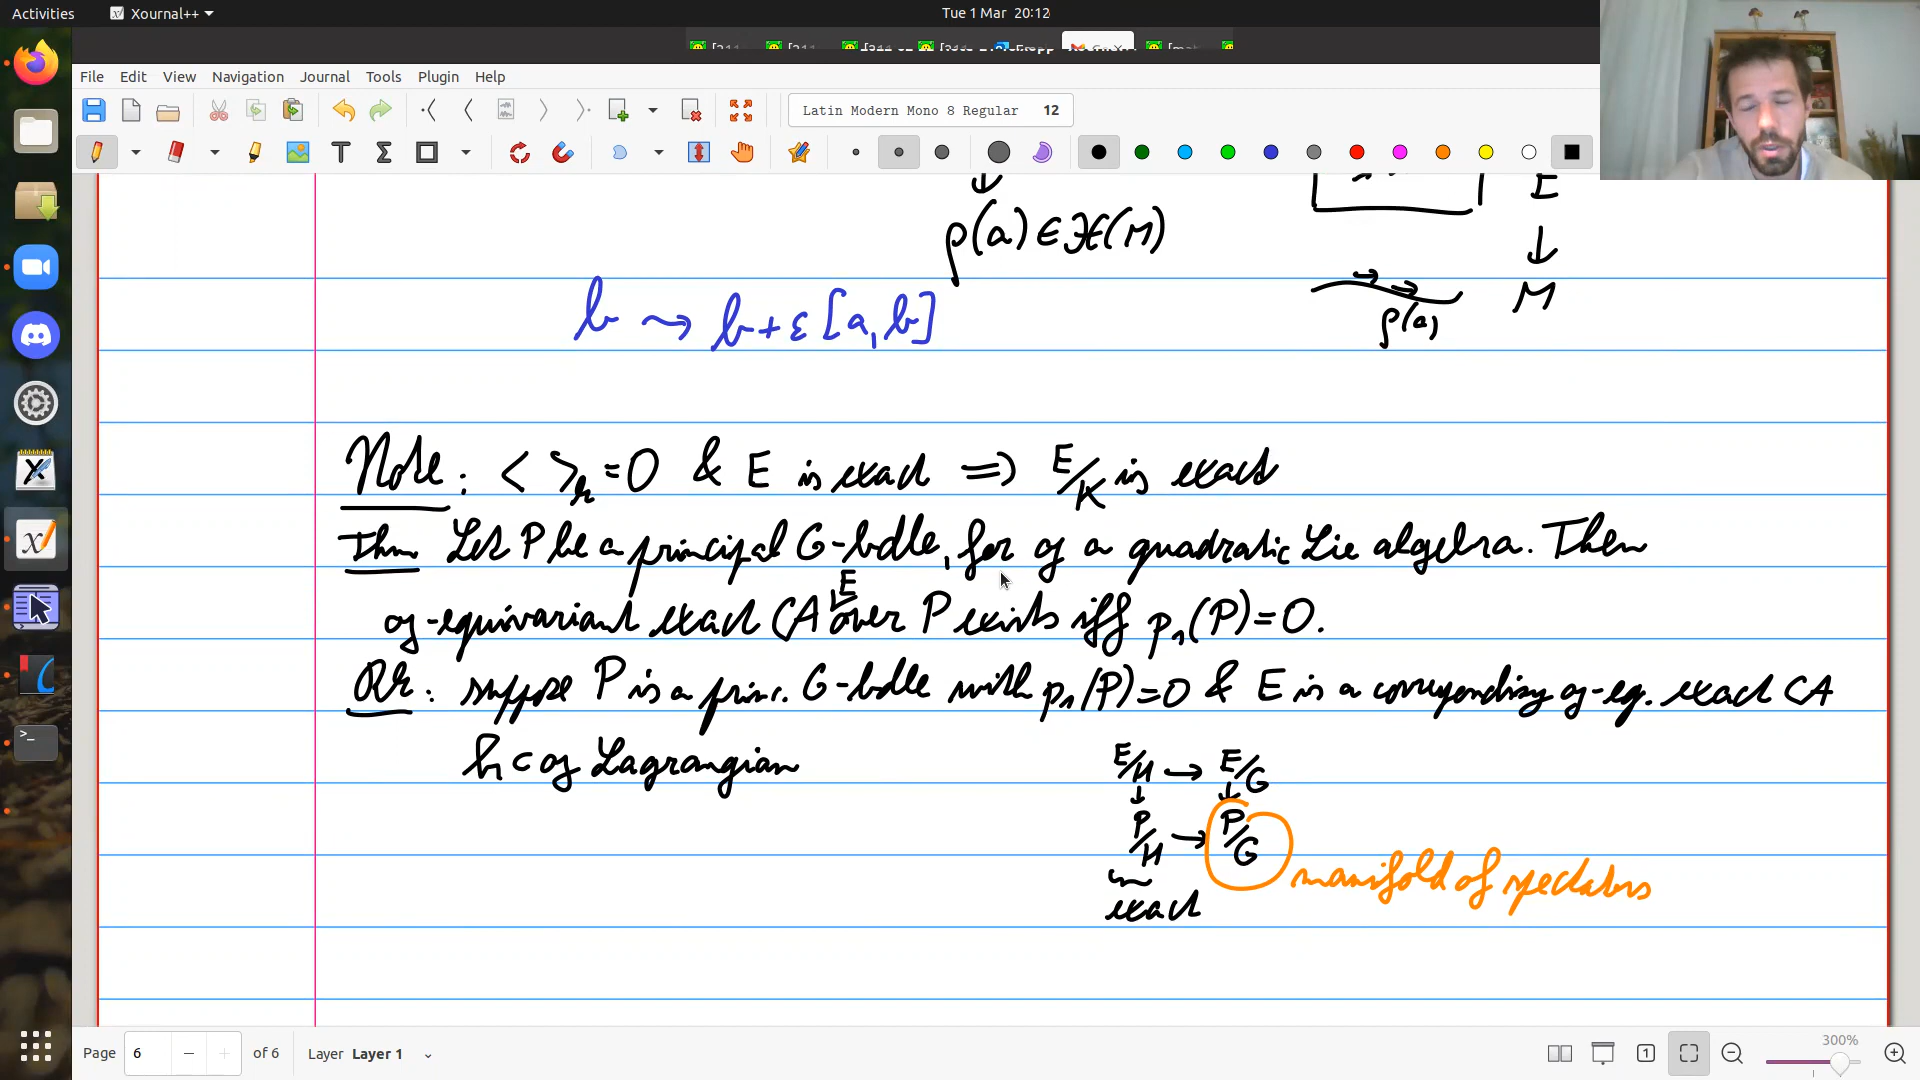 Activities Xournal++ Tue 1 Mar 20:12
File Edit View Navigation Journal Tools Plugin Help
Latin Modern Mono 8 Regular 12
E
↓
ρ(a) ∈ 𝔛(M)
↓
M
ρ(a)
b ⇝ b + ε [a, b]
Note: < >_k = 0 & E is exact ⟹ E/K is exact
Thm Let P be a principal G-bdle, for 𝔤 a quadratic Lie algebra. Then
𝔤-equivariant exact CA E over P exists iff p₁(P) = 0.
suppose P is a princ. G-bdle with p₁(P) = 0 & E is a corresponding 𝔤-eq. exact CA
𝔥 ⊂ 𝔤 Lagrangian
E/H → E/G
↓ ↓
P/H → P/G
exact
manifold of spectators
Page 6 of 6 Layer Layer 1
300%